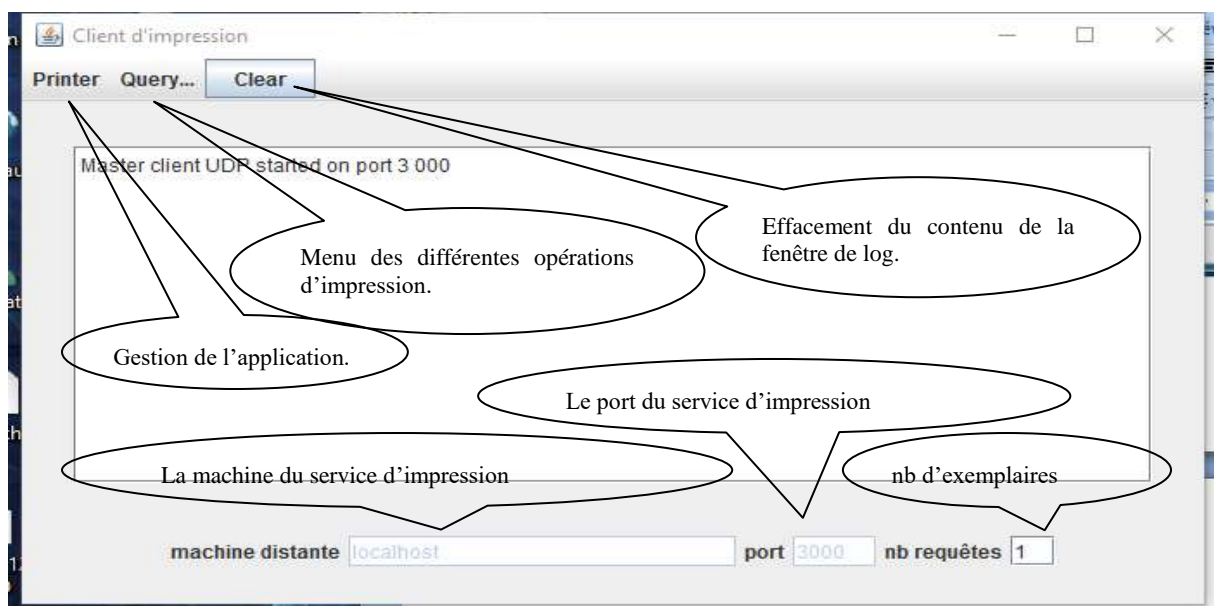 Client d'impression
Printer Query... Clear
Master client UDP started on port 3 000
Effacement du contenu de la
fenêtre de log.
Menu des différentes opérations
d’impression.
Gestion de l’application.
Le port du service d’impression
La machine du service d’impression
nb d’exemplaires
machine distante localhost port 3000 nb requêtes 1